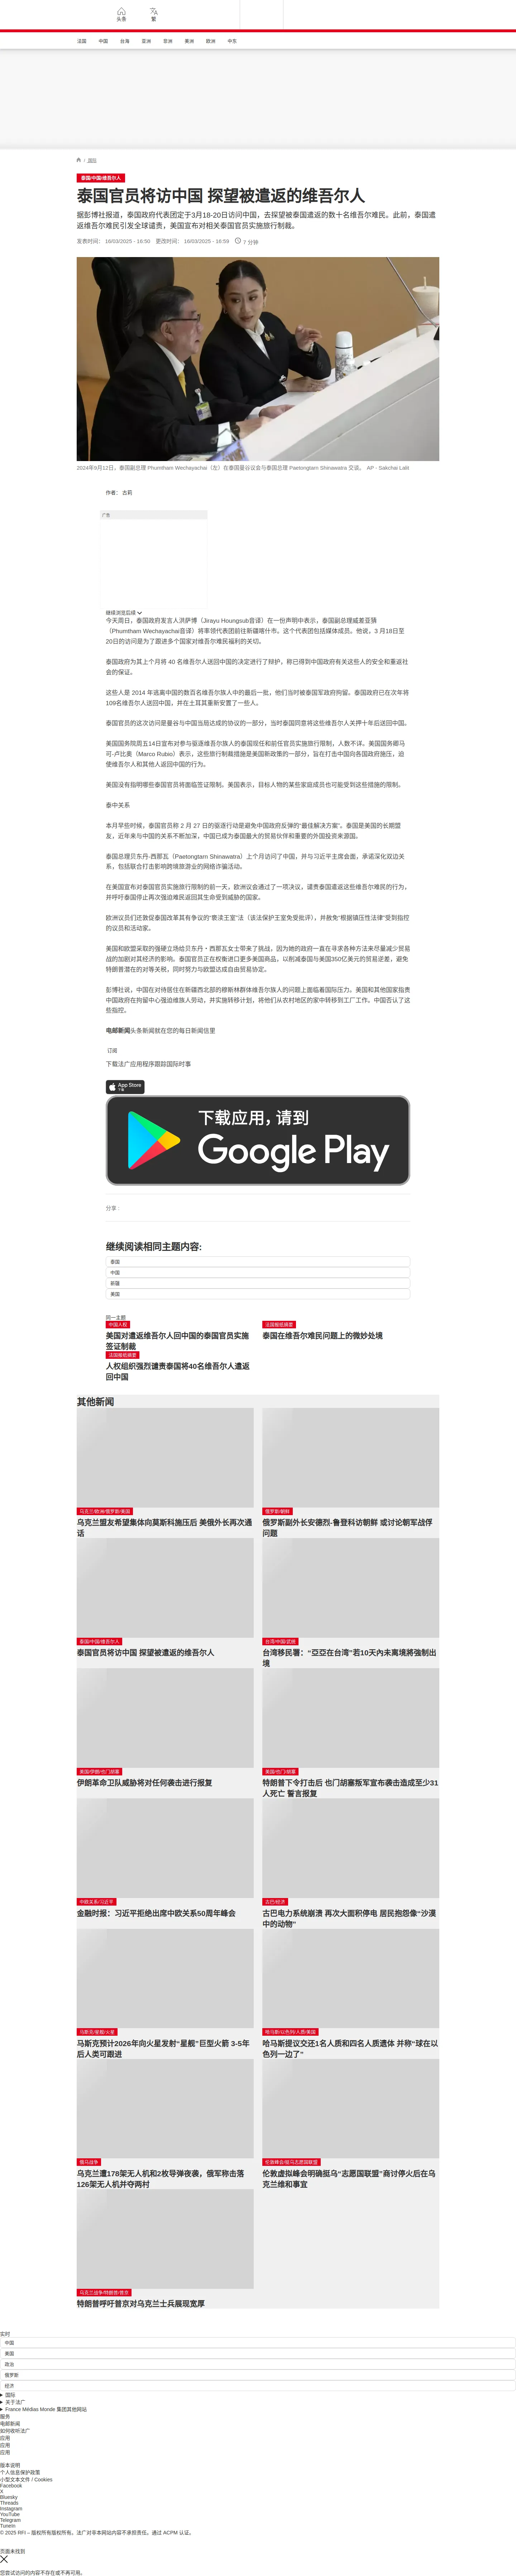 头条
繁
法国
中国
台海
亚洲
非洲
美洲
欧洲
中东
/ 国际
泰国/中国/维吾尔人
泰国官员将访中国 探望被遣返的维吾尔人
据彭博社报道，泰国政府代表团定于3月18-20日访问中国，去探望被泰国遣返的数十名维吾尔难民。此前，泰国遣
返维吾尔难民引发全球谴责，美国宣布对相关泰国官员实施旅行制裁。
发表时间： 16/03/2025 - 16:50 更改时间： 16/03/2025 - 16:59 7 分钟
2024年9月12日，泰国副总理 Phumtham Wechayachai（左）在泰国曼谷议会与泰国总理 Paetongtarn Shinawatra 交谈。 AP - Sakchai Lalit
作者： 古莉
广告
继续浏览后续
今天周日，泰国政府发言人洪萨博（Jirayu Houngsub音译）在一份声明中表示，泰国副总理威差亚猜
（Phumtham Wechayachai音译）将率领代表团前往新疆喀什市。这个代表团包括媒体成员。他说，3 月18日至
20日的访问是为了跟进多个国家对维吾尔难民福利的关切。
泰国政府为其上个月将 40 名维吾尔人送回中国的决定进行了辩护，称已得到中国政府有关这些人的安全和重返社
会的保证。
这些人是 2014 年逃离中国的数百名维吾尔族人中的最后一批，他们当时被泰国军政府拘留。泰国政府已在次年将
109名维吾尔人送回中国，并在土耳其重新安置了一些人。
泰国官员的这次访问是曼谷与中国当局达成的协议的一部分，当时泰国同意将这些维吾尔人关押十年后送回中国。
美国国务院周五14日宣布对参与驱逐维吾尔族人的泰国现任和前任官员实施旅行限制，人数不详。美国国务卿马
可-卢比奥（Marco Rubio）表示，这些旅行制裁措施是美国新政策的一部分，旨在打击中国向各国政府施压，迫
使维吾尔人和其他人返回中国的行为。
美国没有指明哪些泰国官员将面临签证限制。美国表示，目标人物的某些家庭成员也可能受到这些措施的限制。
泰中关系
本月早些时候，泰国官员称 2 月 27 日的驱逐行动是避免中国政府反弹的“最佳解决方案”。泰国是美国的长期盟
友，近年来与中国的关系不断加深，中国已成为泰国最大的贸易伙伴和重要的外国投资来源国。
泰国总理贝东丹-西那瓦（Paetongtarn Shinawatra）上个月访问了中国，并与习近平主席会面，承诺深化双边关
系，包括联合打击影响跨境旅游业的网络诈骗活动。
在美国宣布对泰国官员实施旅行限制的前一天，欧洲议会通过了一项决议，谴责泰国遣返这些维吾尔难民的行为，
并呼吁泰国停止再次强迫难民返回其生命受到威胁的国家。
欧洲议员们还敦促泰国改革其有争议的“亵渎王室”法（该法保护王室免受批评），并赦免“根据镇压性法律”受到指控
的议员和活动家。
美国和欧盟采取的强硬立场给贝东丹・西那瓦女士带来了挑战，因为她的政府一直在寻求各种方法来尽量减少贸易
战的加剧对其经济的影响。泰国官员正在权衡进口更多美国商品，以削减泰国与美国350亿美元的贸易逆差，避免
特朗普潜在的对等关税，同时努力与欧盟达成自由贸易协定。
彭博社说，中国在对待居住在新疆西北部的穆斯林群体维吾尔族人的问题上面临着国际压力。美国和其他国家指责
中国政府在拘留中心强迫维族人劳动，并实施转移计划，将他们从农村地区的家中转移到工厂工作。中国否认了这
些指控。
电邮新闻头条新闻就在您的每日新闻信里
订阅
下载法广应用程序跟踪国际时事
App Store
下载
下载应用，请到
Google Play
分享 :
继续阅读相同主题内容:
泰国
中国
新疆
美国
同一主题
中国人权
美国对遣返维吾尔人回中国的泰国官员实施
签证制裁
法国报纸摘要
泰国在维吾尔难民问题上的微妙处境
法国报纸摘要
人权组织强烈谴责泰国将40名维吾尔人遣返
回中国
其他新闻
乌克兰/欧洲/俄罗斯/美国
乌克兰盟友希望集体向莫斯科施压后 美俄外长再次通
话
俄罗斯/朝鲜
俄罗斯副外长安德烈-鲁登科访朝鲜 或讨论朝军战俘
问题
泰国/中国/维吾尔人
泰国官员将访中国 探望被遣返的维吾尔人
台湾/中国/武统
台湾移民署：“亞亞在台湾”若10天內未离境將強制出
境
美国/伊朗/也门胡塞
伊朗革命卫队威胁将对任何袭击进行报复
美国/也门/胡塞
特朗普下令打击后 也门胡塞叛军宣布袭击造成至少31
人死亡 誓言报复
中欧关系/习近平
金融时报：习近平拒绝出席中欧关系50周年峰会
古巴/经济
古巴电力系统崩溃 再次大面积停电 居民抱怨像“沙漠
中的动物”
马斯克/星舰/火星
马斯克预计2026年向火星发射“星舰”巨型火箭 3-5年
后人类可跟进
哈马斯/以色列/人质/美国
哈马斯提议交还1名人质和四名人质遗体 并称“球在以
色列一边了”
俄乌战争
乌克兰遭178架无人机和2枚导弹夜袭，俄军称击落
126架无人机并夺两村
伦敦峰会/挺乌志愿国联盟
伦敦虚拟峰会明确挺乌“志愿国联盟”商讨停火后在乌
克兰维和事宜
乌克兰战争/特朗普/普京
特朗普呼吁普京对乌克兰士兵展现宽厚
实时
中国
美国
政治
俄罗斯
经济
国际
关于法广
France Médias Monde 集团其他网站
服务
电邮新闻
如何收听法广
应用
应用
应用
版本说明
个人信息保护政策
小型文本文件 / Cookies
Facebook
X
Bluesky
Threads
Instagram
YouTube
Telegram
TuneIn
© 2025 RFI – 版权所有版权所有。法广对非本网站内容不承担责任。通过 ACPM 认证。
页面未找到
您尝试访问的内容不存在或不再可用。